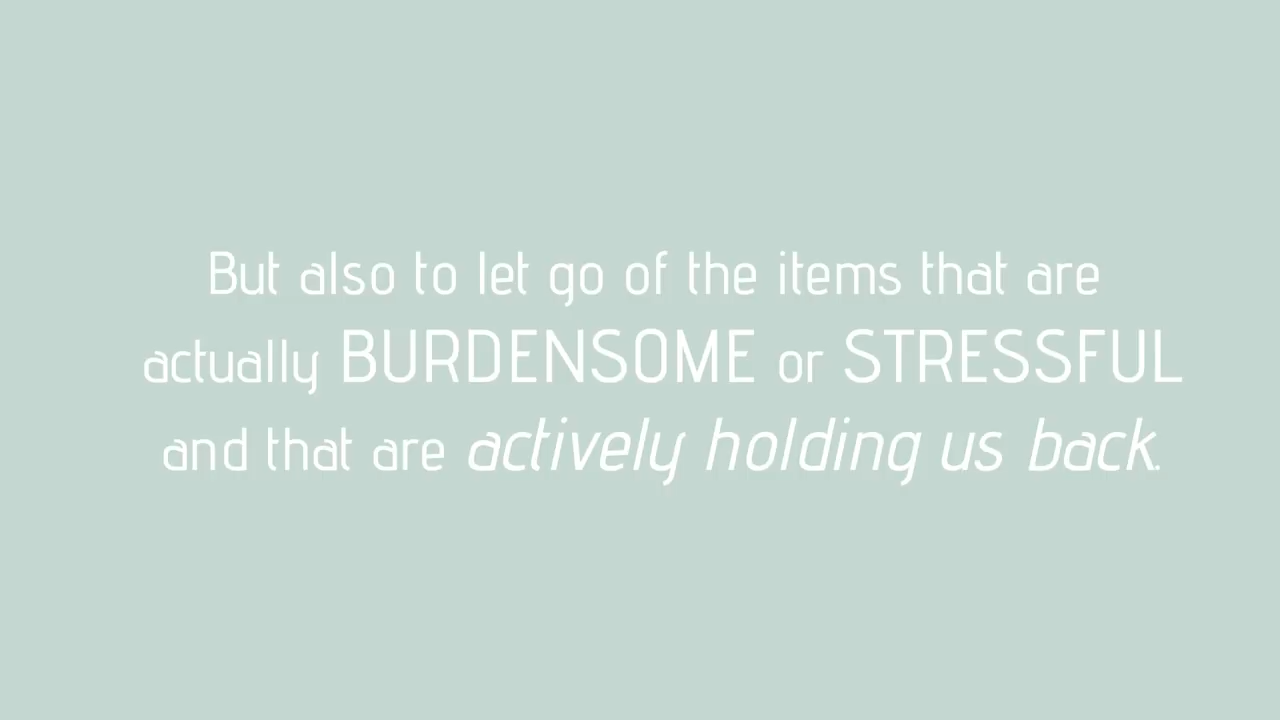 But also to let go of the items that are
actually BURDENSOME or STRESSFUL
and that are actively holding us back.